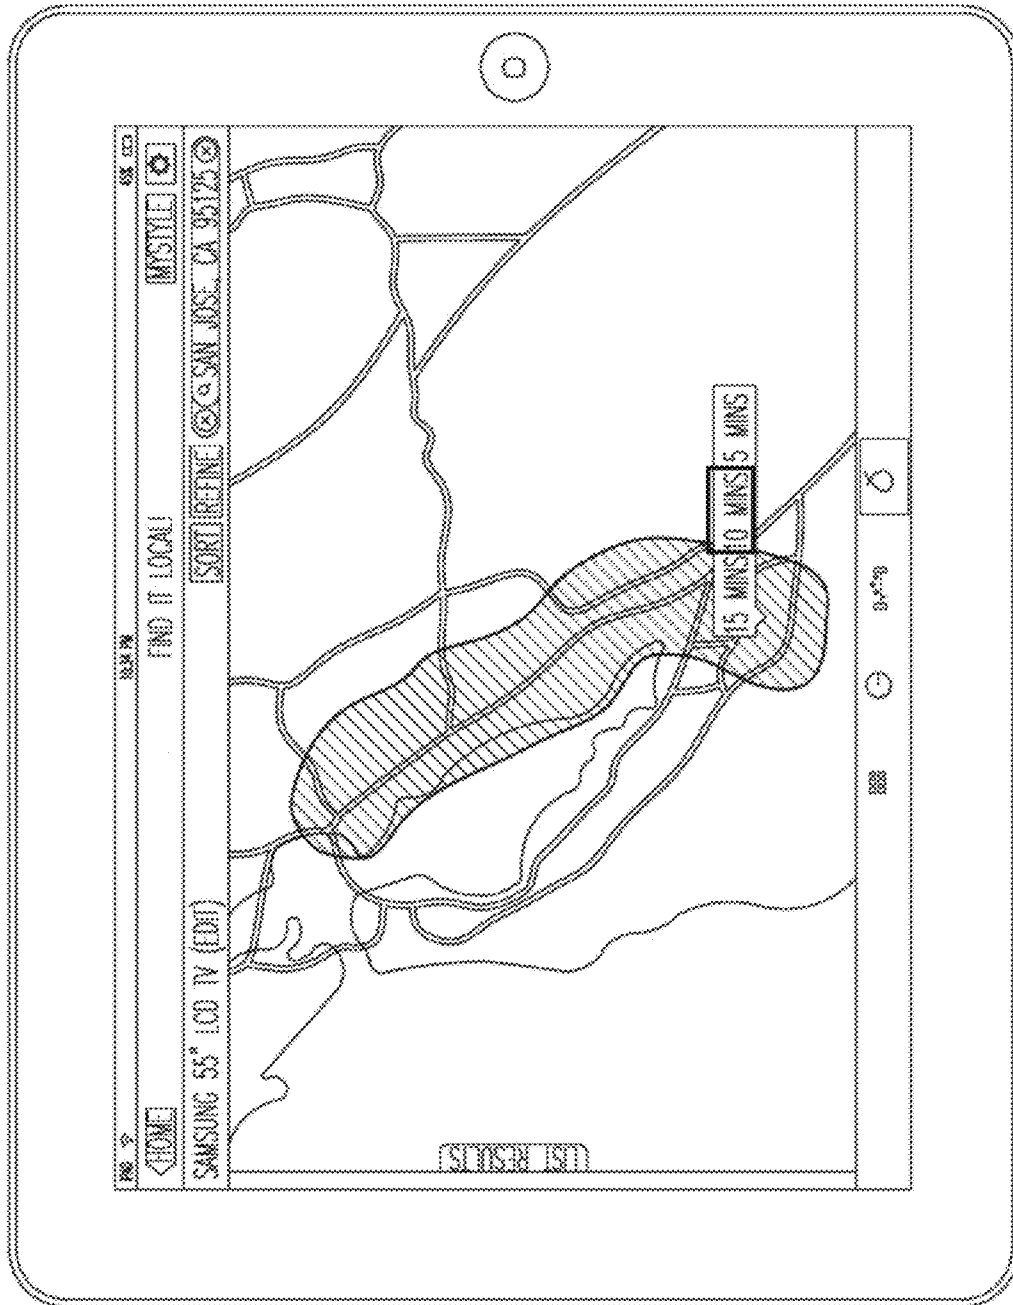 FIND IT LOCAL!
HOME
MYSTYLE
SAMSUNG 55" LCD TV (EDIT)
SORT REFINE SAN JOSE, CA 95125
15 MINS 10 MINS 5 MINS
LIST RESULTS